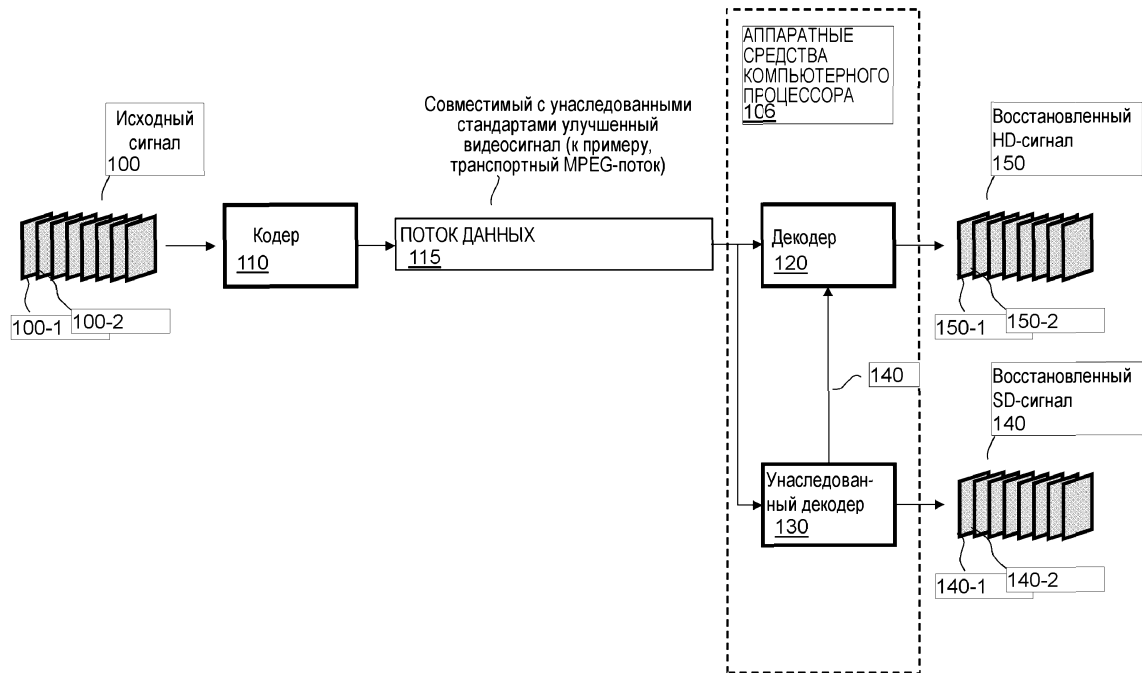 АППАРАТНЫЕ
СРЕДСТВА
КОМПЬЮТЕРНОГО
ПРОЦЕССОРА
106
Исходный
сигнал
100
Совместимый с унаследованными
стандартами улучшенный
видеосигнал (к примеру,
транспортный MPEG-поток)
Восстановленный
HD-сигнал
150
Кодер
110
ПОТОК ДАННЫХ
115
Декодер
120
100-1
100-2
150-1
150-2
140
Восстановленный
SD-сигнал
140
Унаследован-
ный декодер
130
140-1
140-2